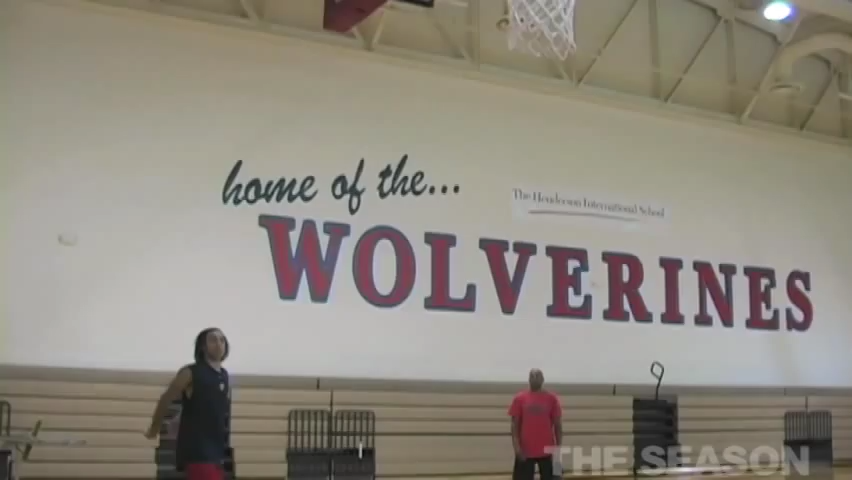 home of the...
The Henderson International School
WOLVERINES
THE SEASON